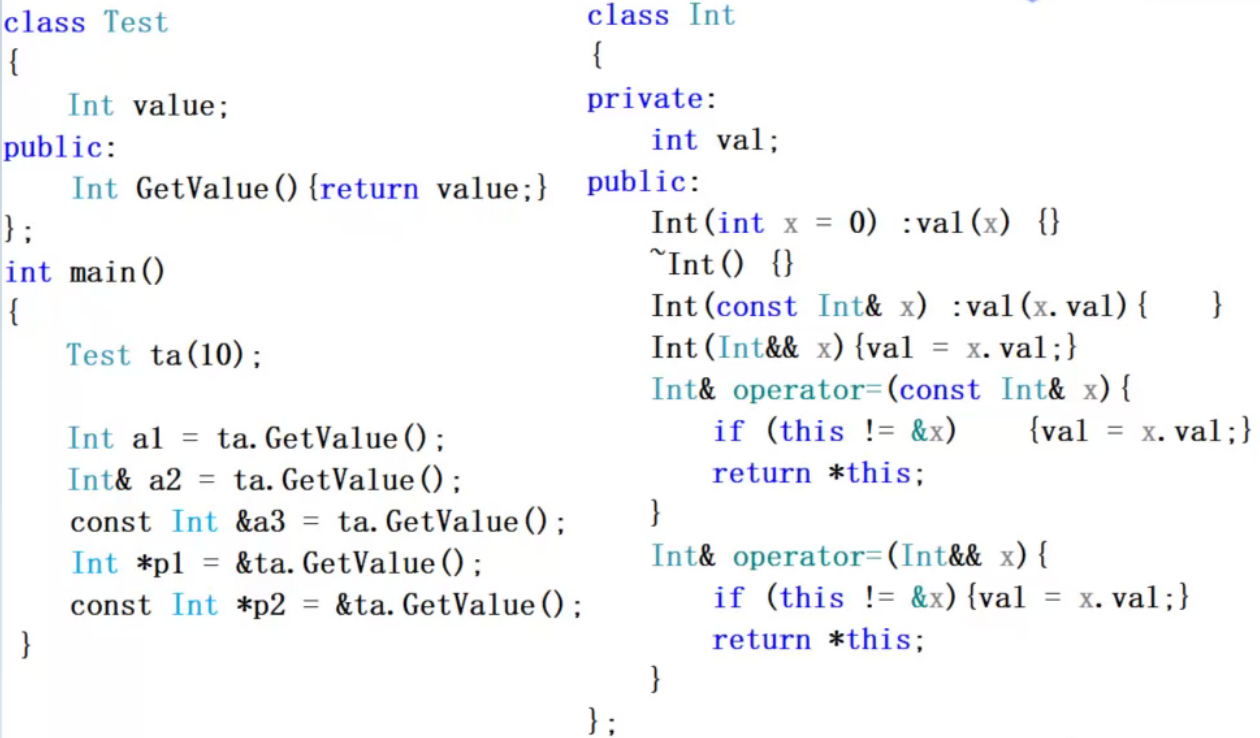 class Test
{
    Int value;
public:
    Int GetValue(){return value;}
};
int main()
{
    Test ta(10);
    Int a1 = ta.GetValue();
    Int& a2 = ta.GetValue();
    const Int &a3 = ta.GetValue();
    Int *p1 = &ta.GetValue();
    const Int *p2 = &ta.GetValue();
}
class Int
{
private:
    int val;
public:
    Int(int x = 0) :val(x) {}
    ~Int() {}
    Int(const Int& x) :val(x.val){    }
    Int(Int&& x){val = x.val;}
    Int& operator=(const Int& x){
        if (this != &x)    {val = x.val;}
        return *this;
    }
    Int& operator=(Int&& x){
        if (this != &x){val = x.val;}
        return *this;
    }
};